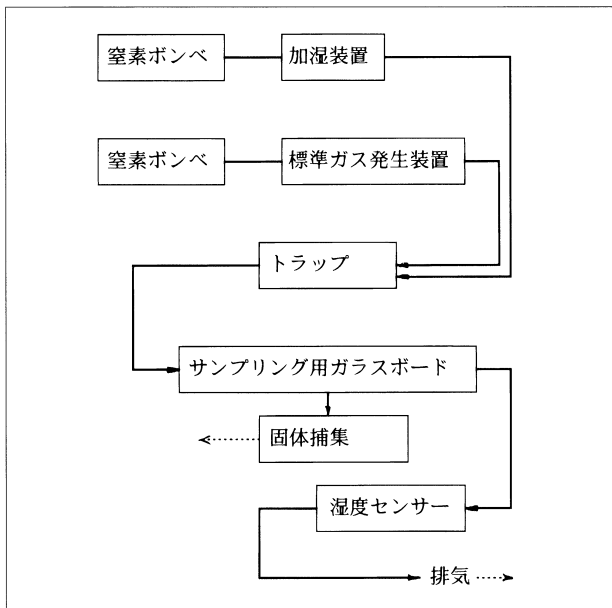 窒素ボンベ
加湿装置
窒素ボンベ
標準ガス発生装置
トラップ
サンプリング用ガラスボード
固体捕集
湿度センサー
排気